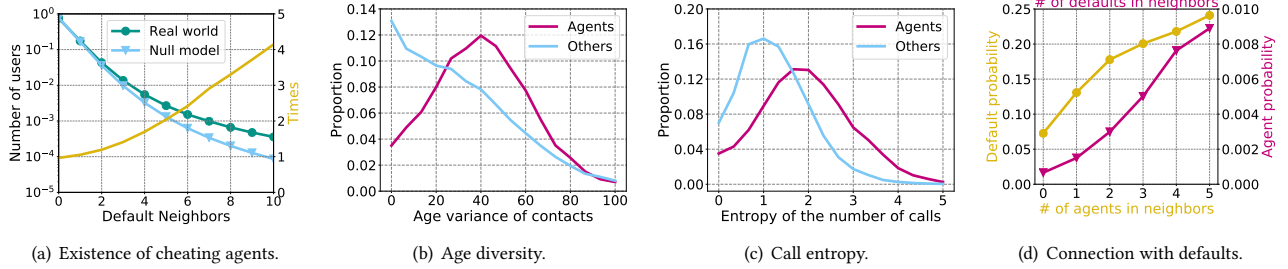 10⁰
10⁻¹
10⁻²
10⁻³
10⁻⁴
10⁻⁵
Number of users
Real world
Null model
5
4
3
2
1
0
Times
0 2 4 6 8 10
Default Neighbors
(a) Existence of cheating agents.
0.14
0.12
0.10
0.08
0.06
0.04
0.02
0.00
Proportion
Agents
Others
0 20 40 60 80 100
Age variance of contacts
(b) Age diversity.
0.20
0.16
0.12
0.08
0.04
0.00
Proportion
Agents
Others
0 1 2 3 4 5
Entropy of the number of calls
(c) Call entropy.
# of defaults in neighbors
0.25
0.20
0.15
0.10
0.05
0.00
Default probability
0.010
0.008
0.006
0.004
0.002
0.000
Agent probability
0 1 2 3 4 5
# of agents in neighbors
(d) Connection with defaults.